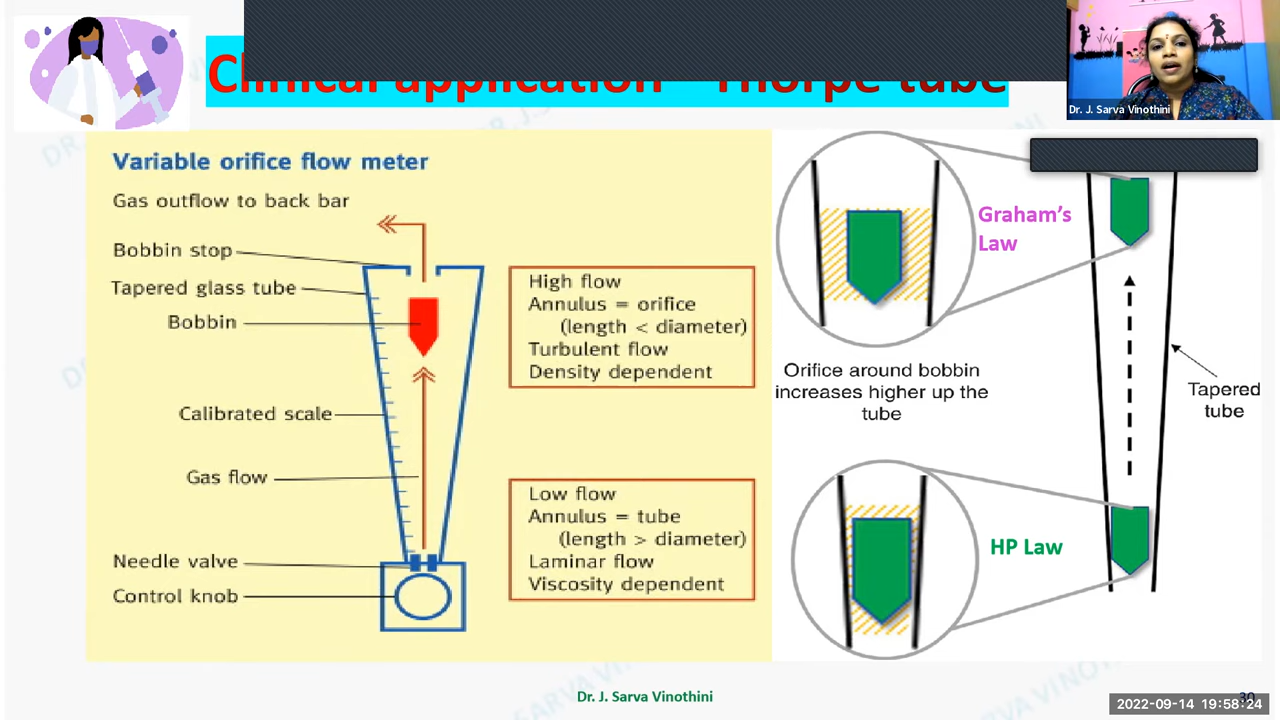 Clinical application - Thorpe tube
Dr. J. Sarva Vinothini
Variable orifice flow meter
Gas outflow to back bar
Bobbin stop
Tapered glass tube
Bobbin
Calibrated scale
Gas flow
Needle valve
Control knob
High flow
Annulus = orifice
(length < diameter)
Turbulent flow
Density dependent
Low flow
Annulus = tube
(length > diameter)
Laminar flow
Viscosity dependent
Graham's
Law
Orifice around bobbin
increases higher up the
tube
Tapered
tube
HP Law
Dr. J. Sarva Vinothini
30
2022-09-14 19:58:24